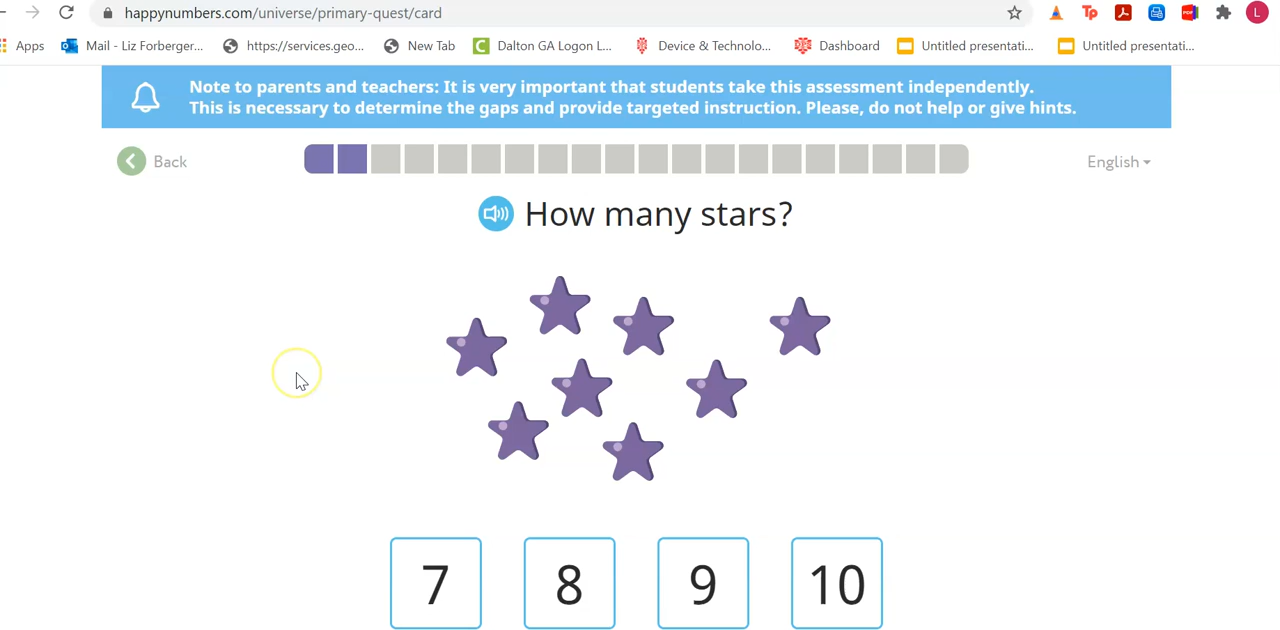 happynumbers.com/universe/primary-quest/card
Tp
PDF
L
Apps
Mail - Liz Forberger...
https://services.geo...
New Tab
C
Dalton GA Logon L...
Device & Technolo...
Dashboard
Untitled presentati...
Untitled presentati...
Note to parents and teachers: It is very important that students take this assessment independently.
This is necessary to determine the gaps and provide targeted instruction. Please, do not help or give hints.
Back
English
How many stars?
7 8 9 10